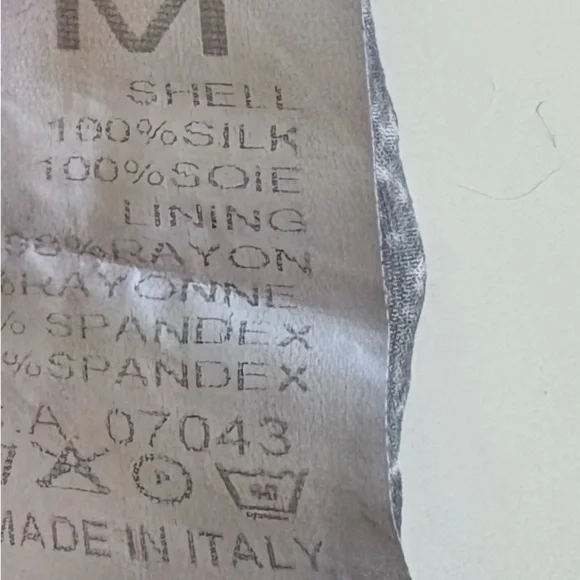 M
SHELL
100%SILK
100%SOIE
LINING
98%RAYON
%RAYONNE
% SPANDEX
%SPANDEX
.A. 07043
P
MADE IN ITALY